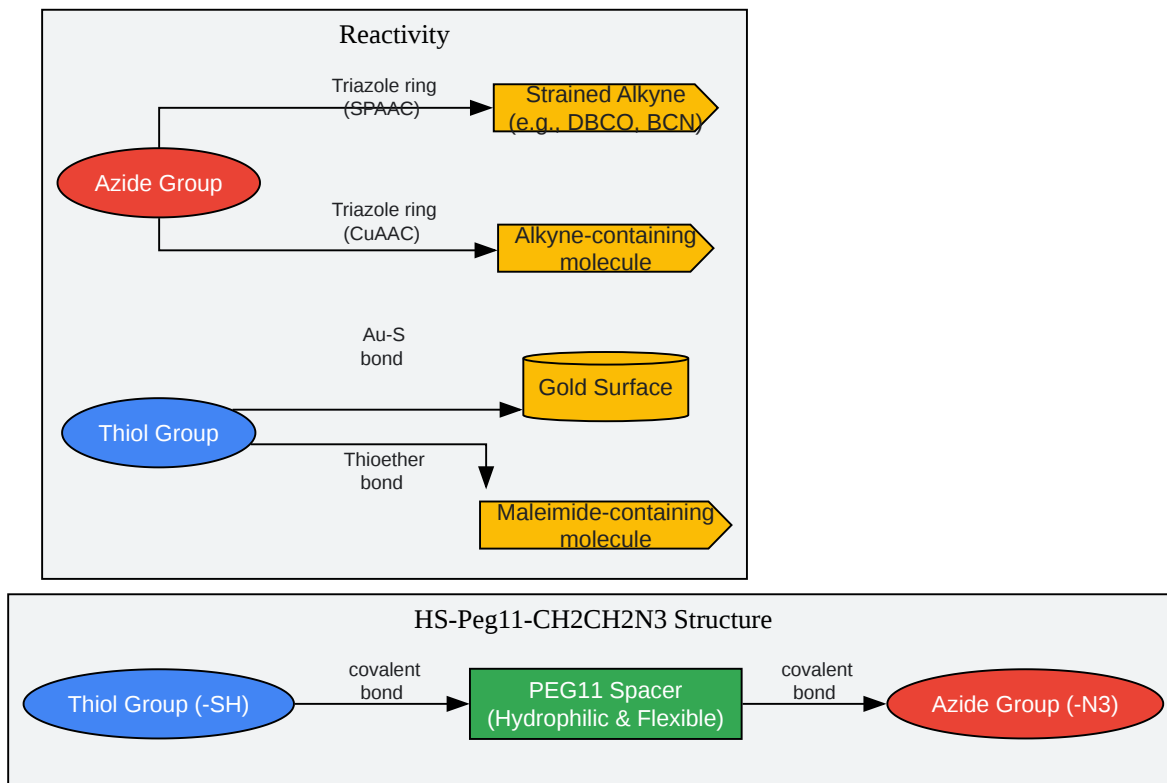 Reactivity
Triazole ring
(SPAAC)
Strained Alkyne
(e.g., DBCO, BCN)
Azide Group
Triazole ring
(CuAAC)
Alkyne-containing
molecule
Au-S
bond
Gold Surface
Thiol Group
Thioether
bond
Maleimide-containing
molecule
HS-Peg11-CH2CH2N3 Structure
Thiol Group (-SH)
covalent
bond
PEG11 Spacer
(Hydrophilic & Flexible)
covalent
bond
Azide Group (-N3)